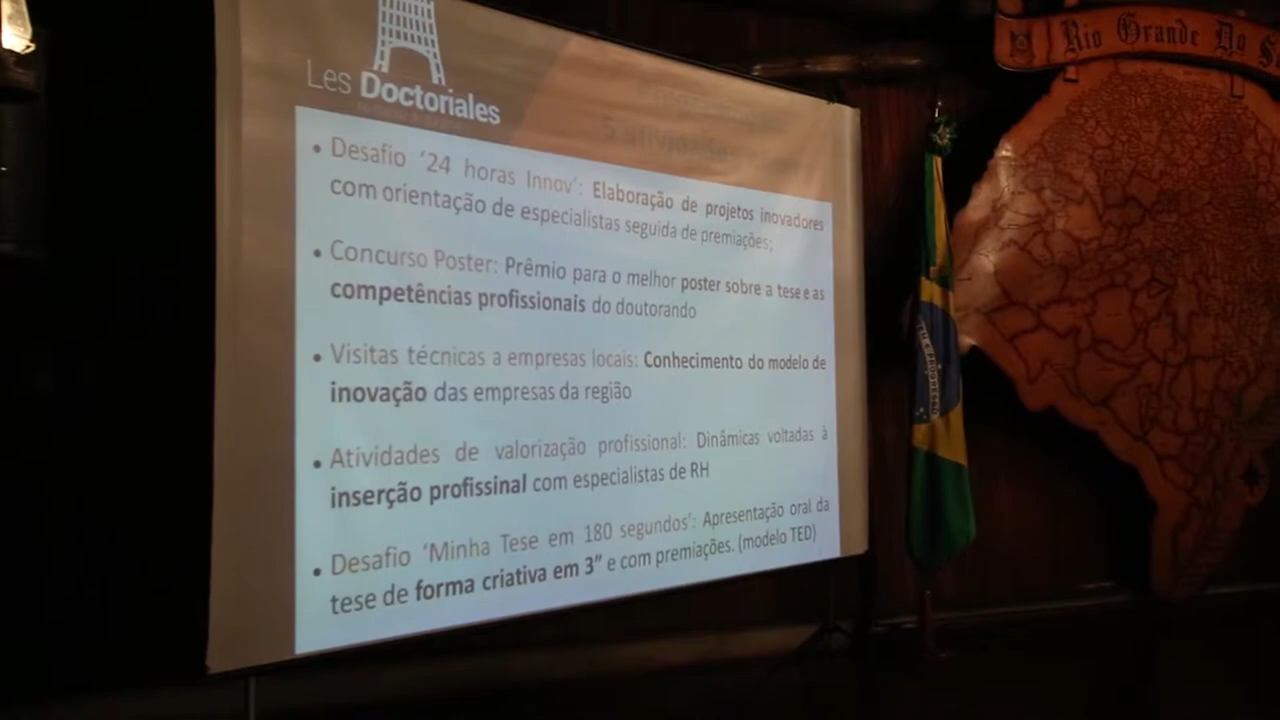 Les Doctoriales
5 atividades
• Desafio '24 horas Innov': Elaboração de projetos inovadores
com orientação de especialistas seguida de premiações;
• Concurso Poster: Prêmio para o melhor poster sobre a tese e as
competências profissionais do doutorando
• Visitas técnicas a empresas locais: Conhecimento do modelo de
inovação das empresas da região
• Atividades de valorização profissional: Dinâmicas voltadas à
inserção profissinal com especialistas de RH
• Desafio 'Minha Tese em 180 segundos': Apresentação oral da
tese de forma criativa em 3” e com premiações. (modelo TED)
Rio Grande Do